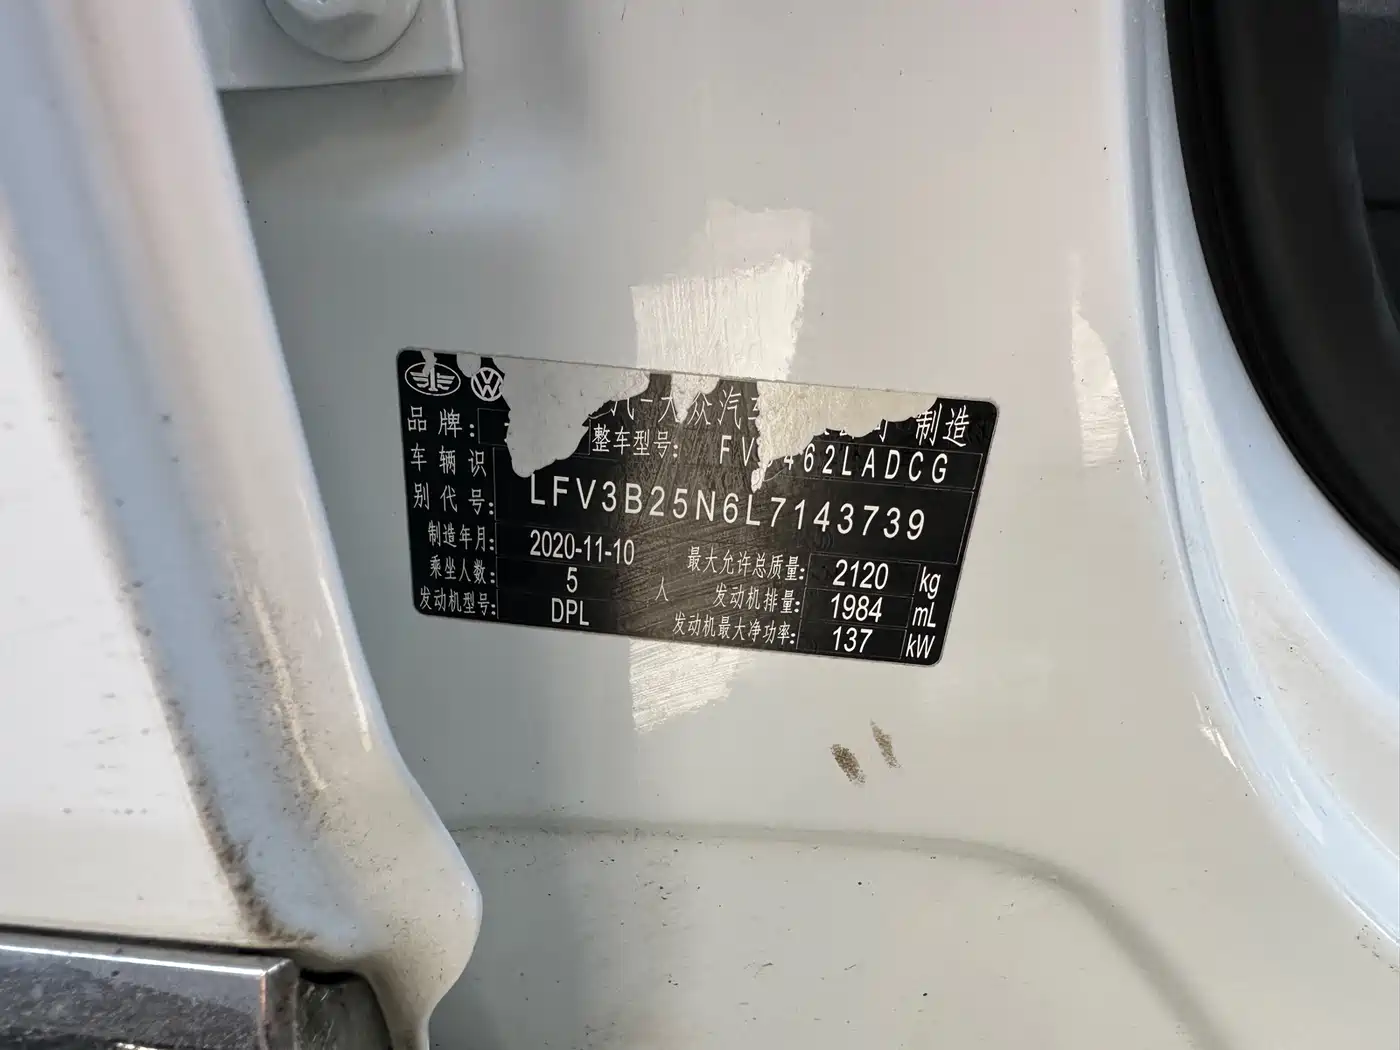 汽-大众汽 制造
品牌: 整车型号: 462LADCG
车辆识别代号: LFV3B25N6L7143739
制造年月: 2020-11-10 最大允许总质量: 2120 kg
乘坐人数: 5 人 发动机排量: 1984 mL
发动机型号: DPL 发动机最大净功率: 137 kW